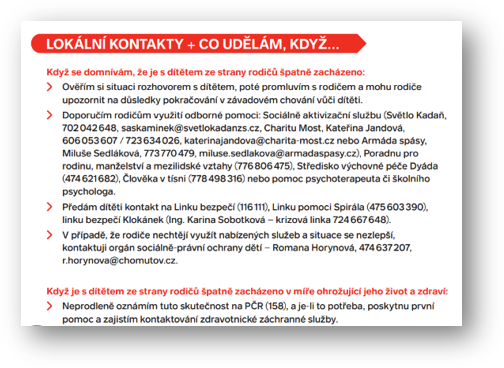 LOKÁLNÍ KONTAKTY + CO UDĚLÁM, KDYŽ...
Když se domnívám, že je s dítětem ze strany rodičů špatně zacházeno:
Ověřím si situaci rozhovorem s dítětem, poté promluvím s rodičem a mohu rodiče
upozornit na důsledky pokračování v závadovém chování vůči dítěti.
Doporučím rodičům využití odborné pomoci: Sociálně aktivizační služby (Světlo Kadaň,
702 042 648, saskaminek@svetlokadanzs.cz, Charitu Most, Kateřina Jandová,
606 053 607 / 723 634 026, katerinajandova@charita-most.cz nebo Armáda spásy,
Miluše Sedláková, 773 770 479, miluse.sedlakova@armadaspasy.cz), Poradnu pro
rodinu, manželství a mezilidské vztahy (776 806 475), Středisko výchovné péče Dyáda
(474 621 682), Člověka v tísni (778 498 316) nebo pomoc psychoterapeuta či školního
psychologa.
Předám dítěti kontakt na Linku bezpečí (116 111), Linku pomoci Spirála (475 603 390),
linku bezpečí Klokánek (Ing. Karina Sobotková – krizová linka 724 667 648).
V případě, že rodiče nechtějí využít nabízených služeb a situace se nezlepší,
kontaktuji orgán sociálně-právní ochrany dětí – Romana Horynová, 474 637 207,
r.horynova@chomutov.cz.
Když je s dítětem ze strany rodičů špatně zacházeno v míře ohrožující jeho život a zdraví:
Neprodleně oznámím tuto skutečnost na PČR (158), a je-li to potřeba, poskytnu první
pomoc a zajistím kontaktování zdravotnické záchranné služby.